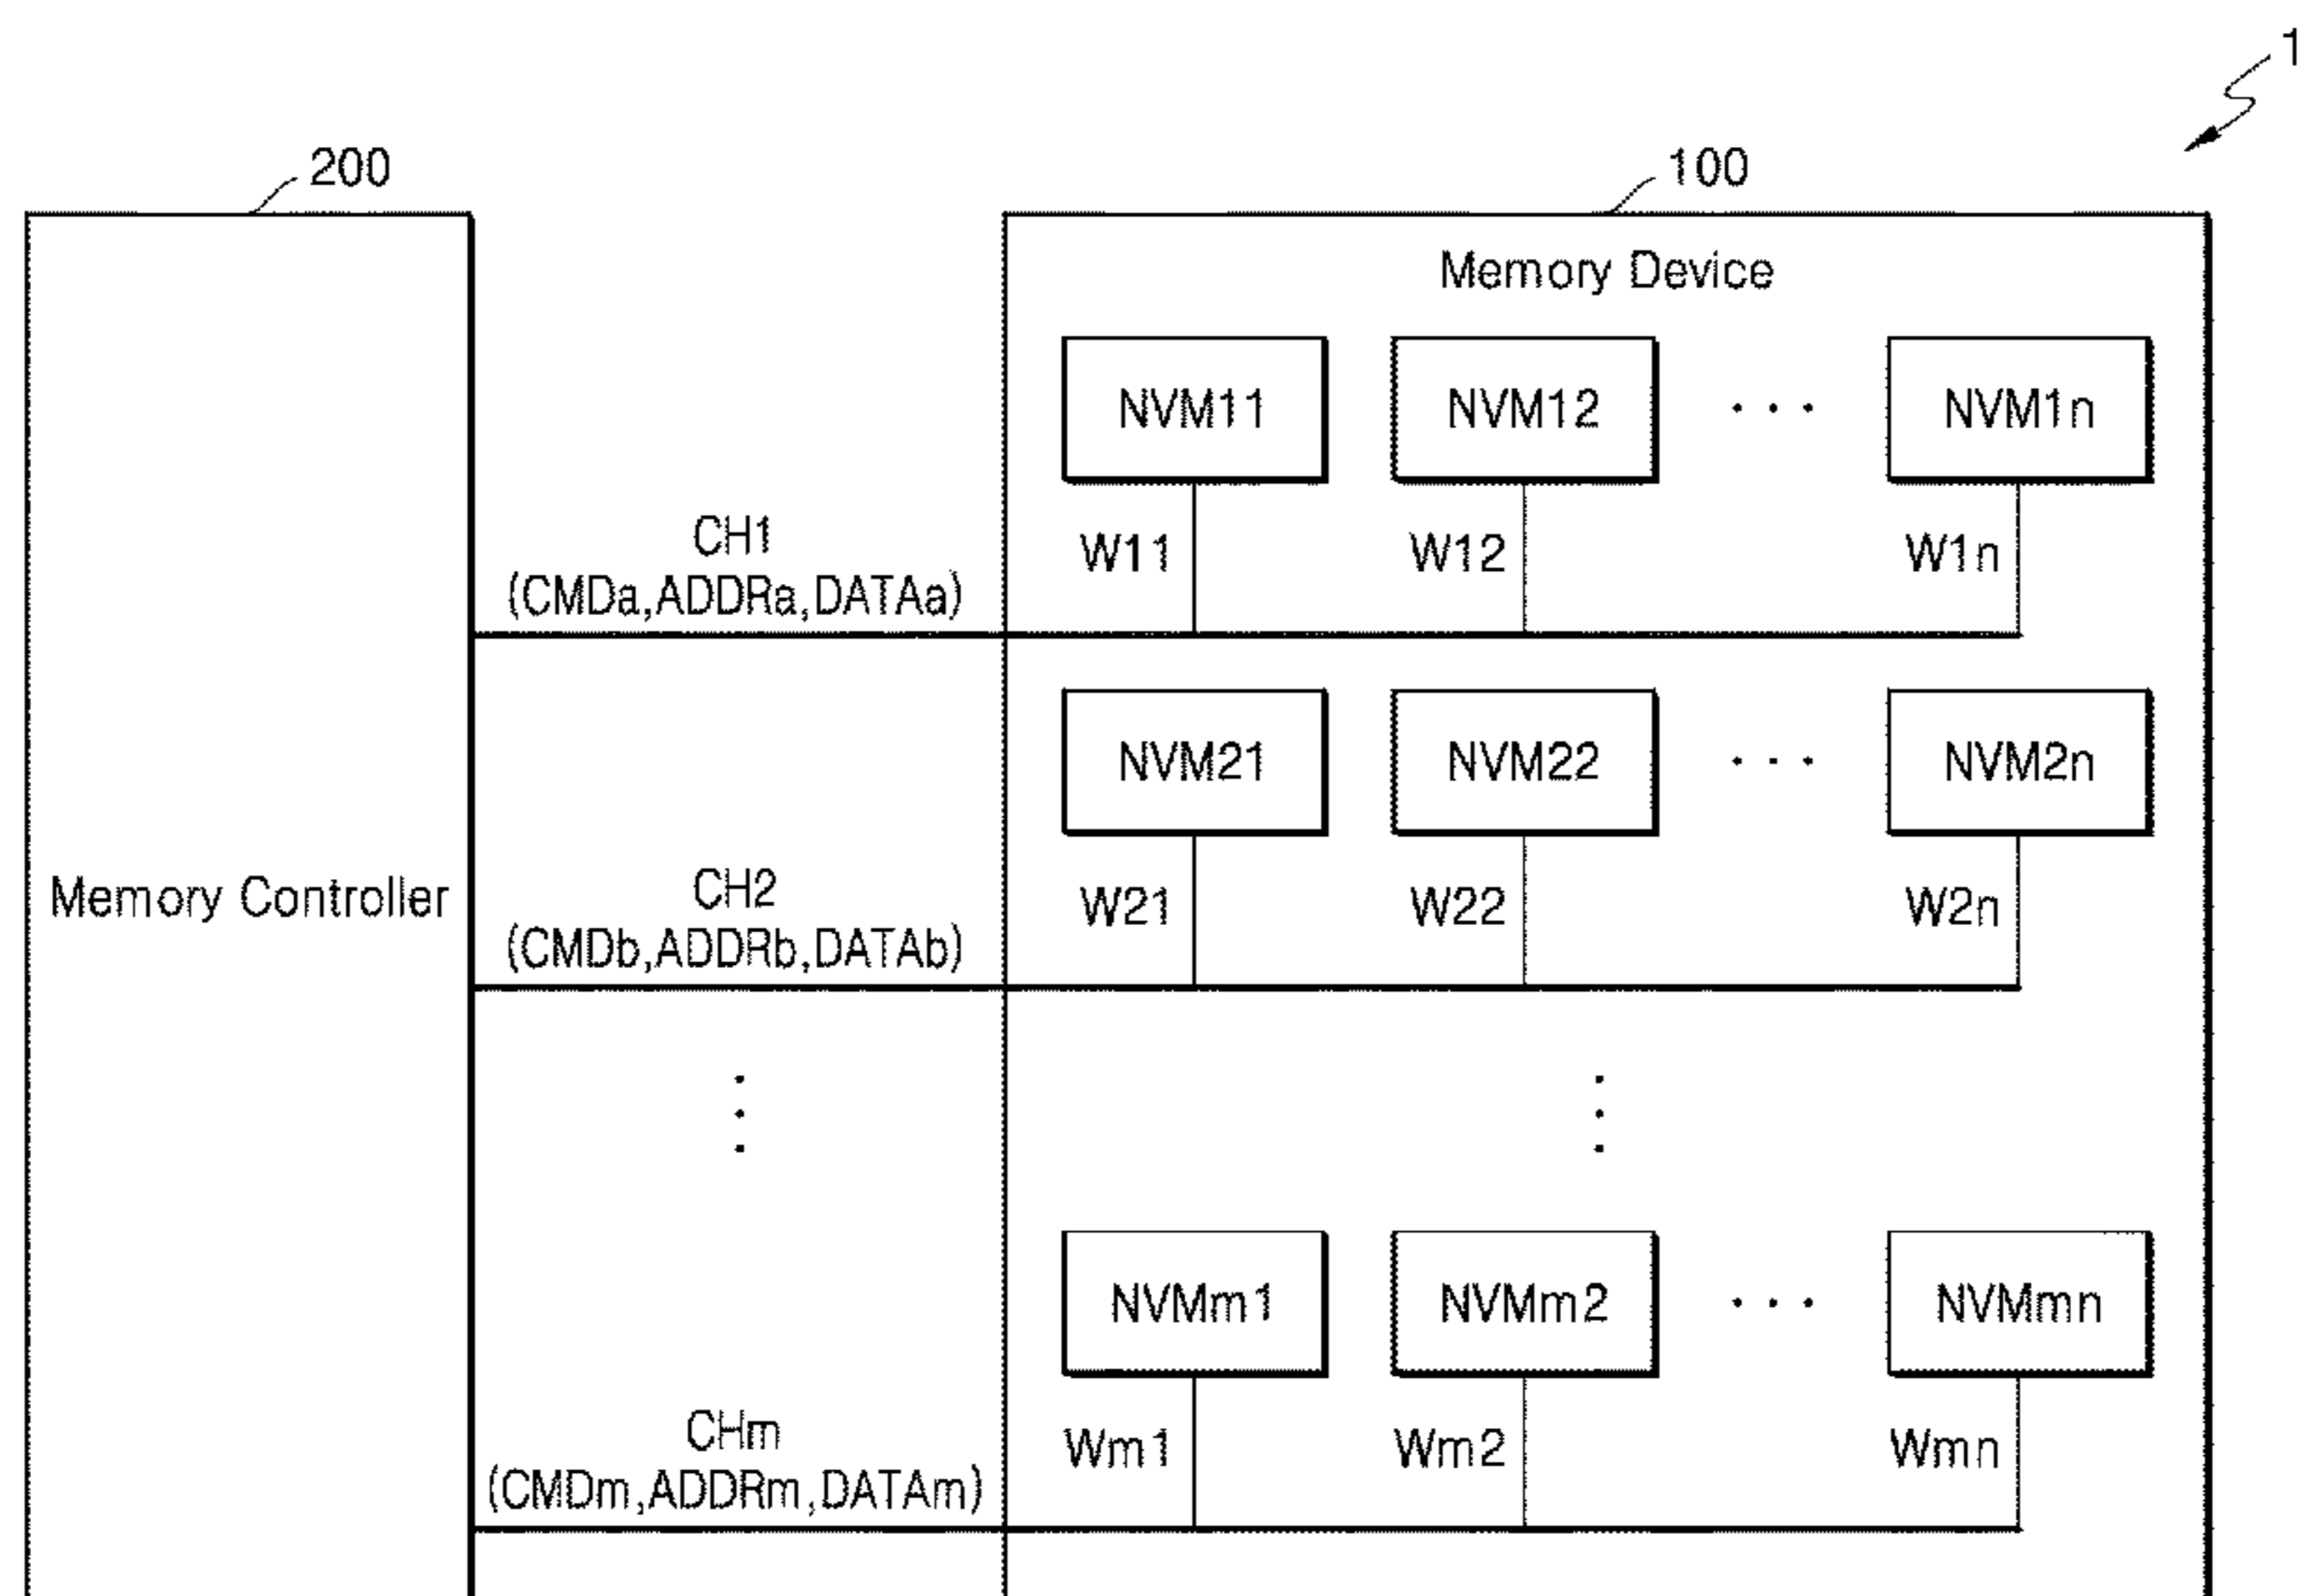 1
200
100
Memory Device
NVM11 NVM12 ··· NVM1n
CH1
W11 W12 W1n
(CMDa,ADDRa,DATAa)
NVM21 NVM22 ··· NVM2n
Memory Controller
CH2
W21 W22 W2n
(CMDb,ADDRb,DATAb)
NVMm1 NVMm2 ··· NVMmn
CHm
Wm1 Wm2 Wmn
(CMDm,ADDRm,DATAm)